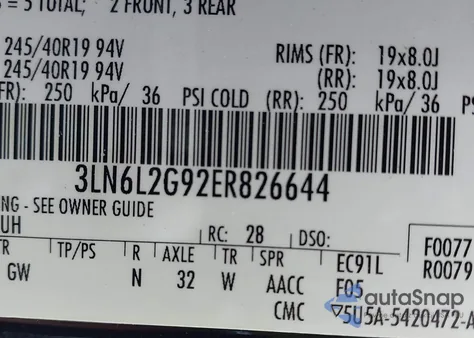 = 5 TOTAL; 2 FRONT, 3 REAR
245/40R19 94V RIMS (FR): 19x8.0J
245/40R19 94V (RR): 19x8.0J
FR): 250 kPa/ 36 PSI COLD (RR): 250 kPa/ 36
3LN6L2G92ER826644
NG - SEE OWNER GUIDE
UH RC: 28 DSO: F0077
TR TP/PS R AXLE TR SPR EC91L R0079
GW N 32 W AACC F05
CMC ▽5U5A-5420472-A
autoSnap